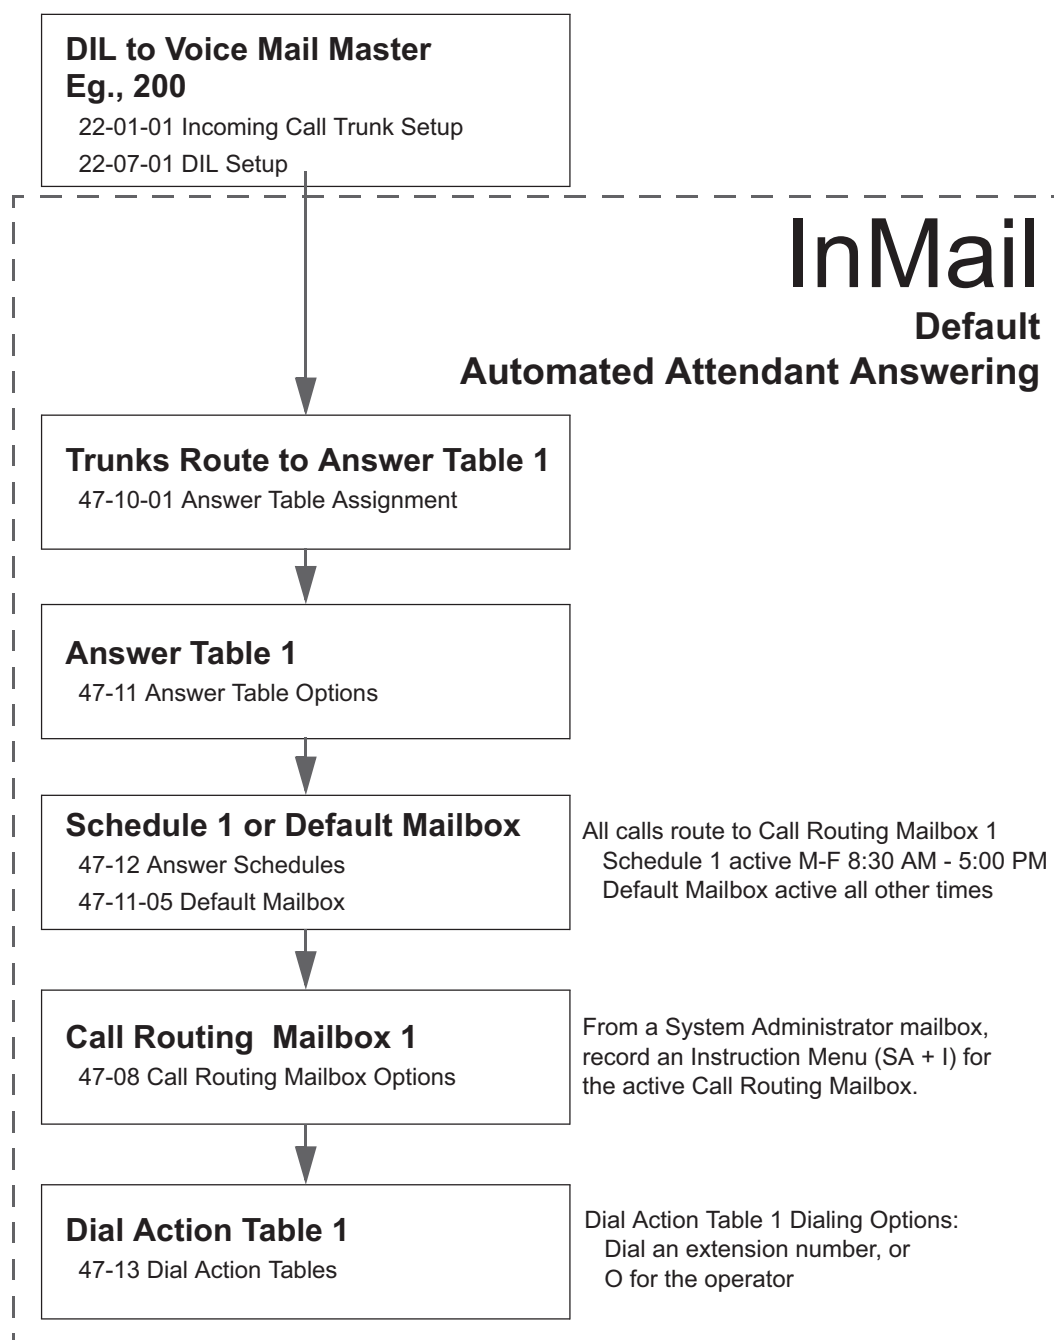 DIL to Voice Mail Master
Eg., 200
22-01-01 Incoming Call Trunk Setup
22-07-01 DIL Setup
InMail
Default
Automated Attendant Answering
Trunks Route to Answer Table 1
47-10-01 Answer Table Assignment
Answer Table 1
47-11 Answer Table Options
Schedule 1 or Default Mailbox
47-12 Answer Schedules
47-11-05 Default Mailbox
All calls route to Call Routing Mailbox 1
Schedule 1 active M-F 8:30 AM - 5:00 PM
Default Mailbox active all other times
Call Routing  Mailbox 1
47-08 Call Routing Mailbox Options
From a System Administrator mailbox,
record an Instruction Menu (SA + I) for
the active Call Routing Mailbox.
Dial Action Table 1
47-13 Dial Action Tables
Dial Action Table 1 Dialing Options:
Dial an extension number, or
O for the operator